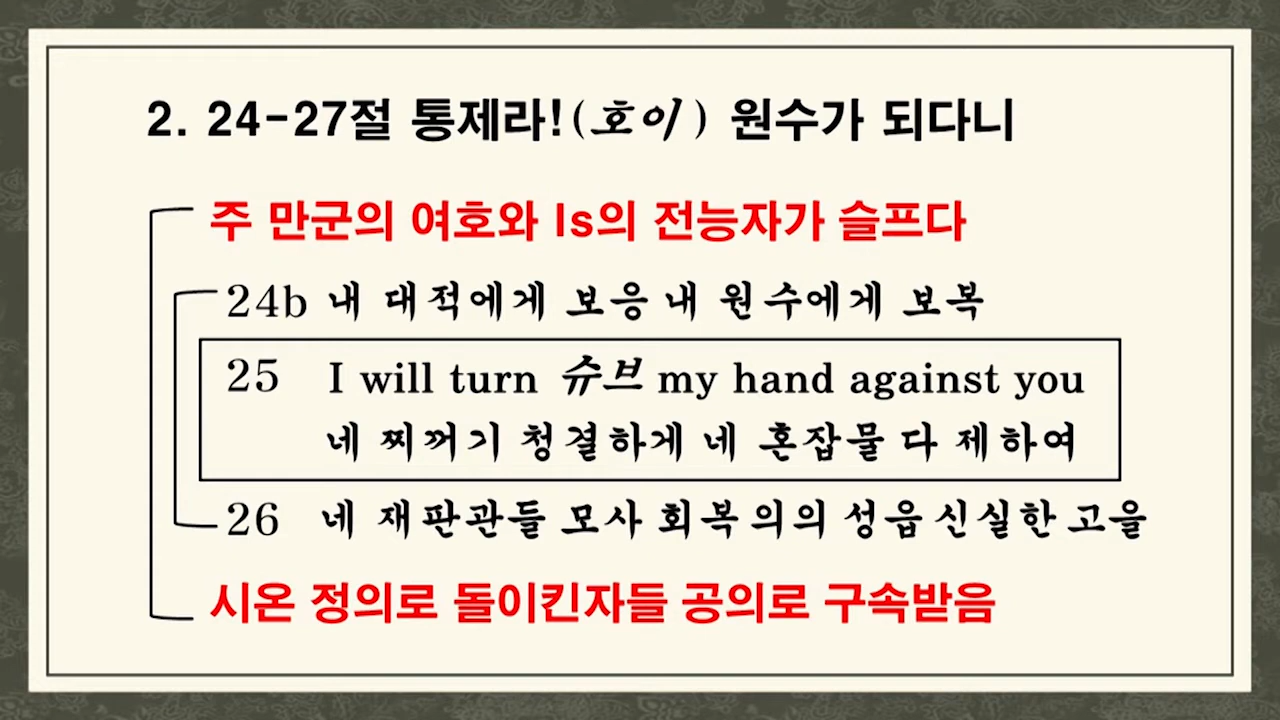 2. 24-27절 통제라!(호이) 원수가 되다니
주 만군의 여호와 Is의 전능자가 슬프다
24b 내 대적에게 보응 내 원수에게 보복
25 I will turn 슈브 my hand against you
네 찌꺼기 청결하게 네 혼잡물 다 제하여
26 네 재판관들 모사 회복 의의 성읍 신실한 고을
시온 정의로 돌이킨자들 공의로 구속받음